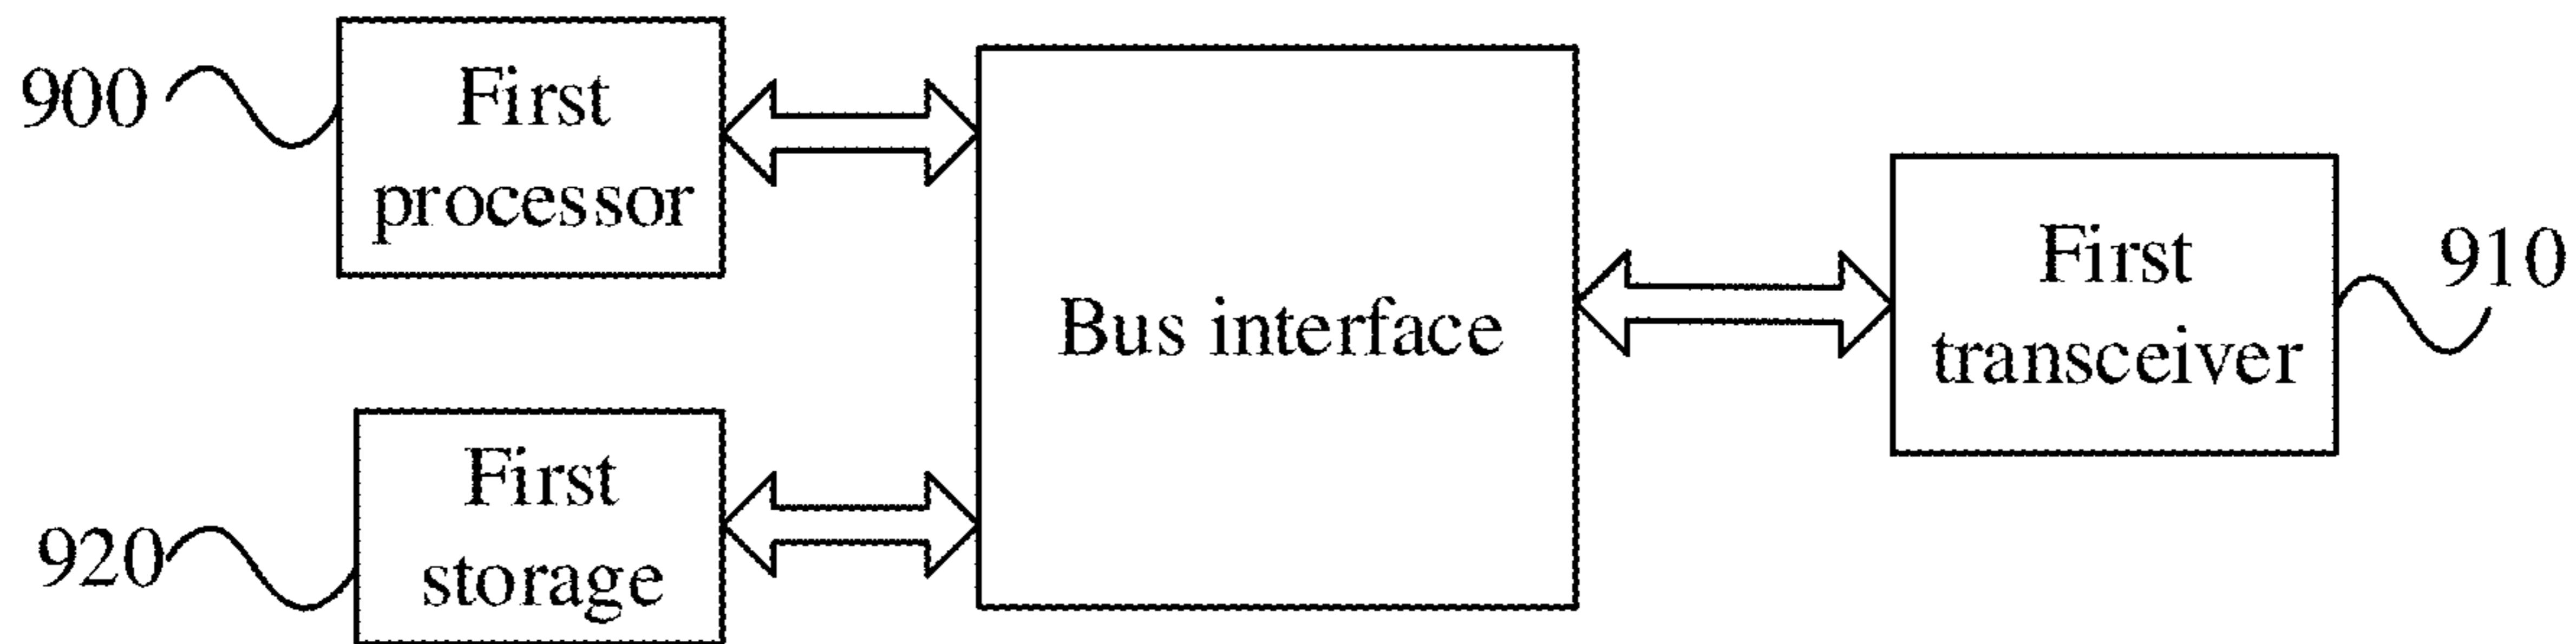 900
First
processor
Bus interface
First
transceiver
910
920
First
storage